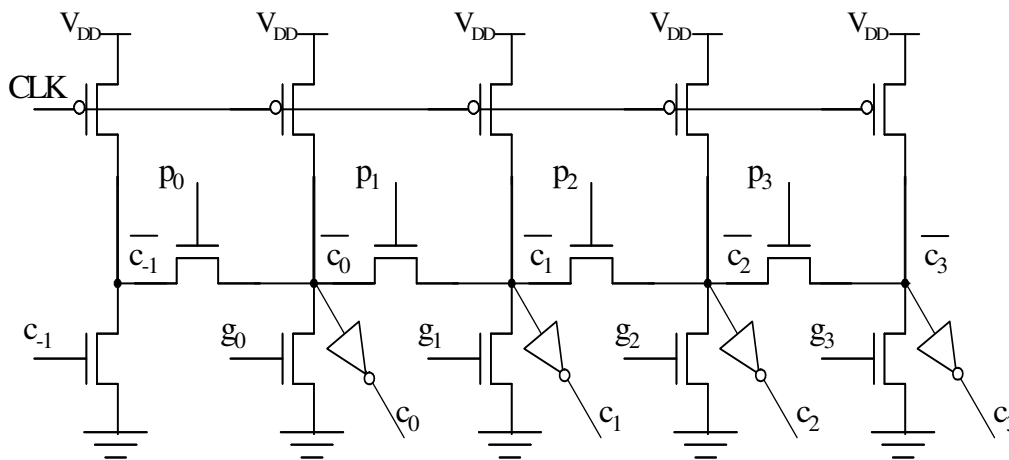 V_DD V_DD V_DD V_DD V_DD
CLK
p_0 p_1 p_2 p_3
c̅_-1 c̅_0 c̅_1 c̅_2 c̅_3
c_-1 g_0 g_1 g_2 g_3
c_0 c_1 c_2